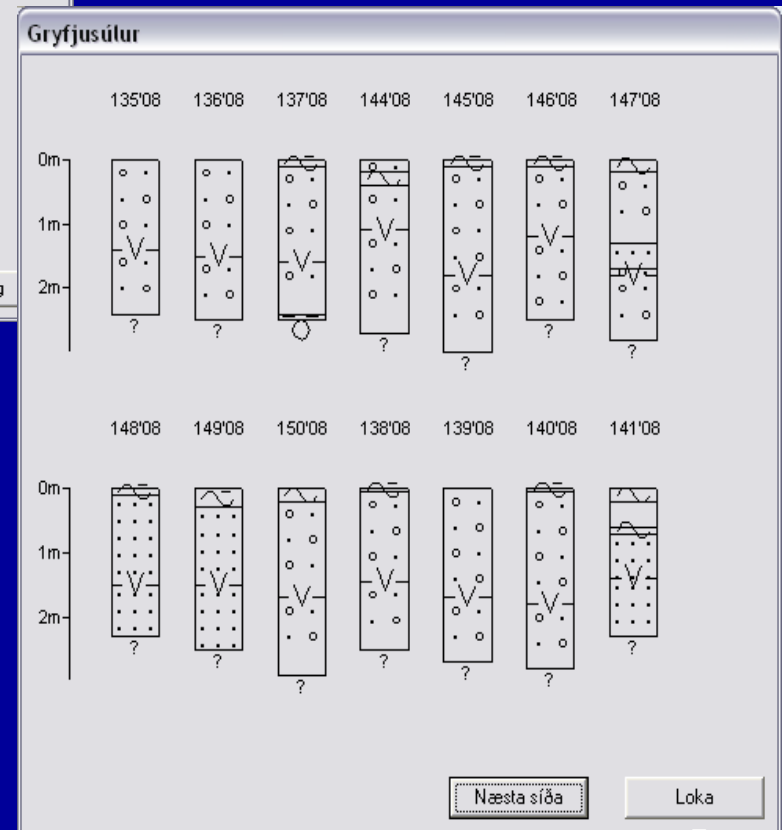 Gryfjusúlur
135'08 136'08 137'08 144'08 145'08 146'08 147'08
0m
1m
2m
? ? ? ? ? ?
148'08 149'08 150'08 138'08 139'08 140'08 141'08
0m
1m
2m
? ? ? ? ? ? ?
Næsta síða Loka
g